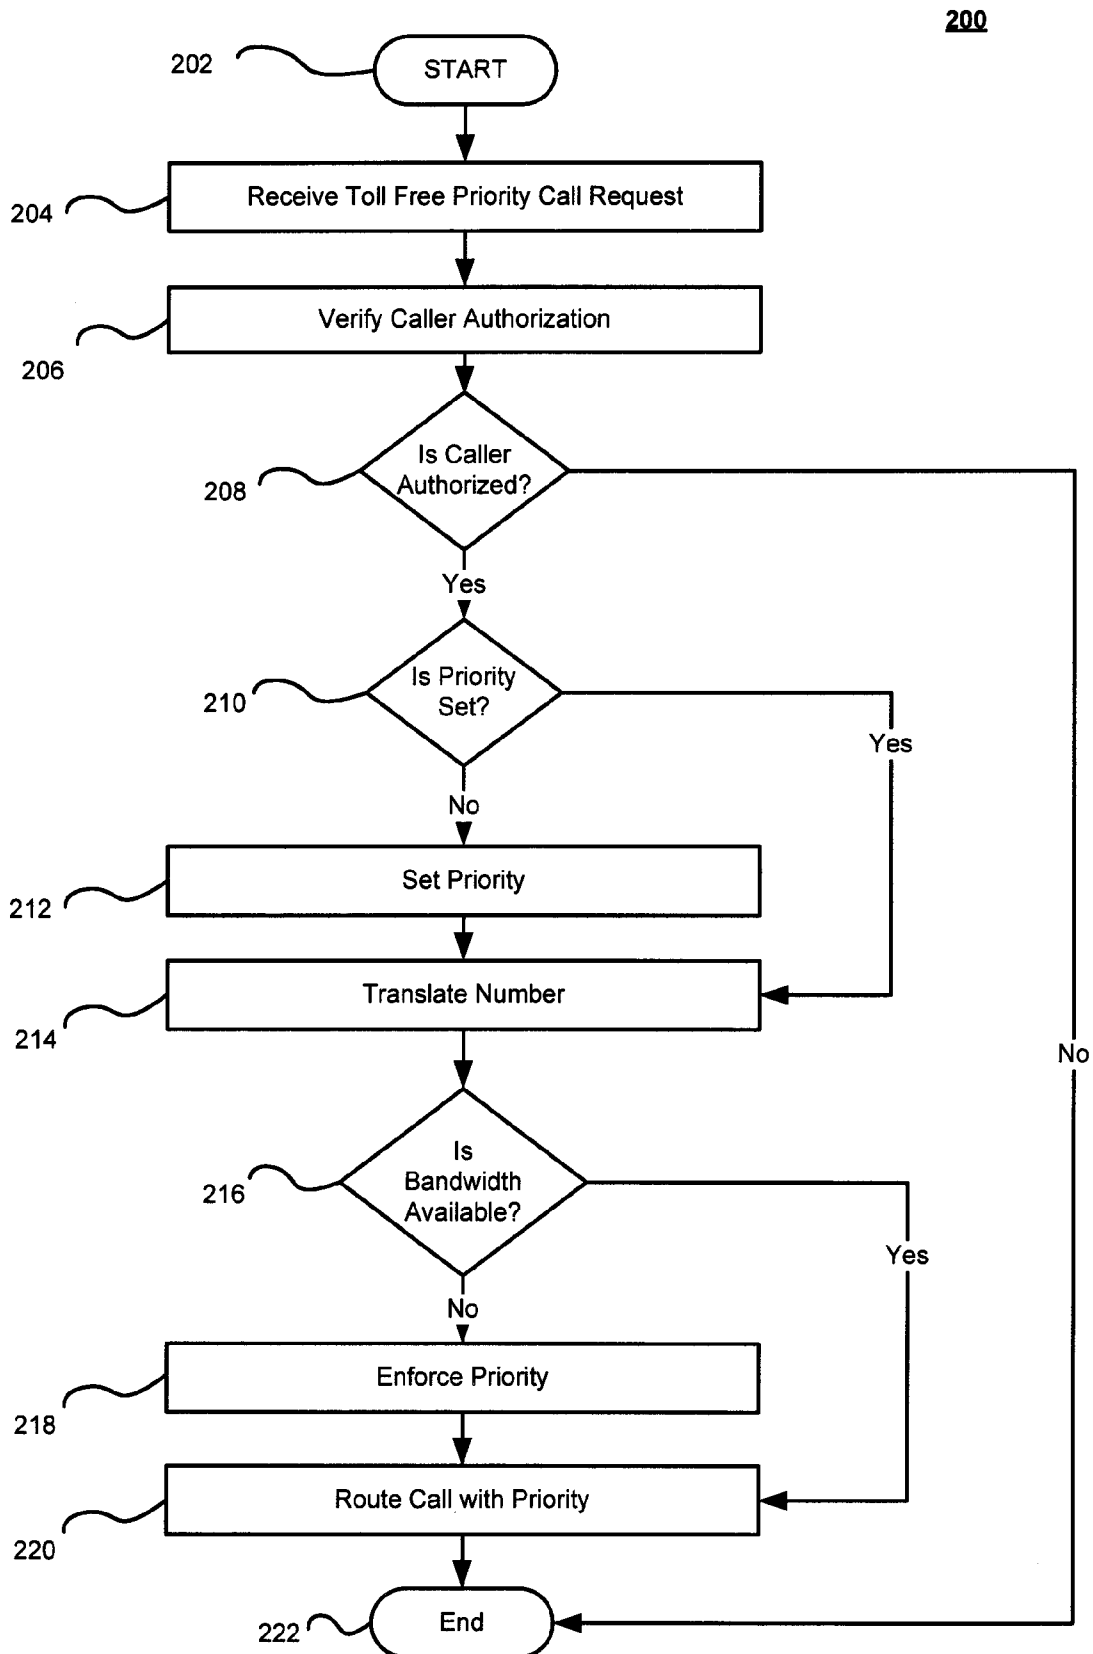 200
202
START
Receive Toll Free Priority Call Request
204
Verify Caller Authorization
206
Is Caller
Authorized?
208
Yes
Is Priority
Set?
210
Yes
No
Set Priority
212
Translate Number
214
No
Is
Bandwidth
Available?
216
Yes
No
Enforce Priority
218
Route Call with Priority
220
End
222